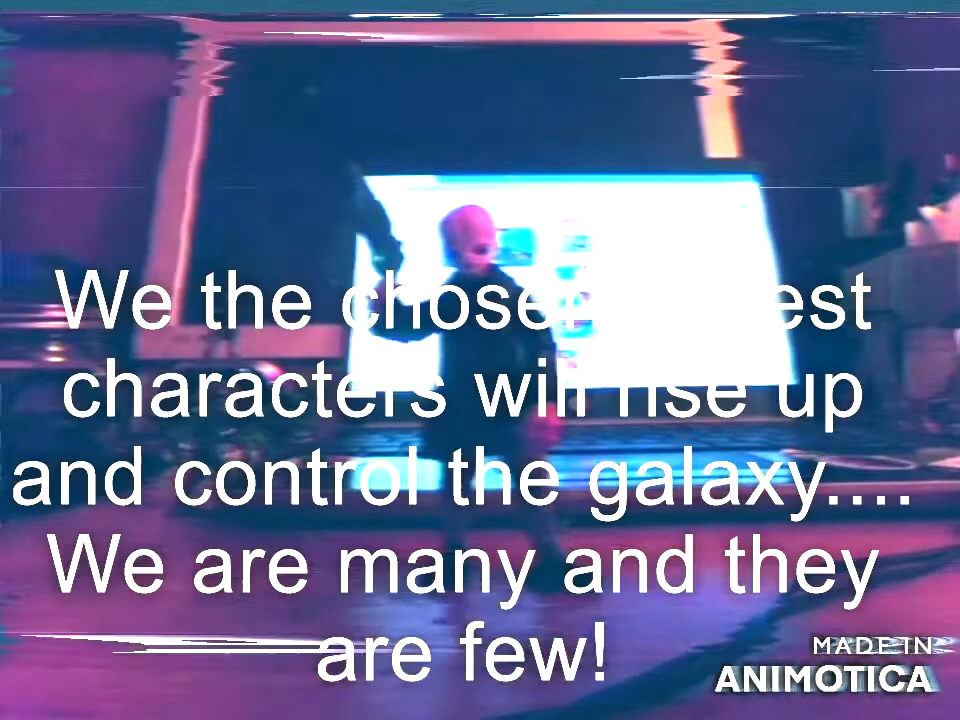 We the chosen
characters will rise up
and control the galaxy....
We are many and they
are few!
MADE IN
ANIMOTICA